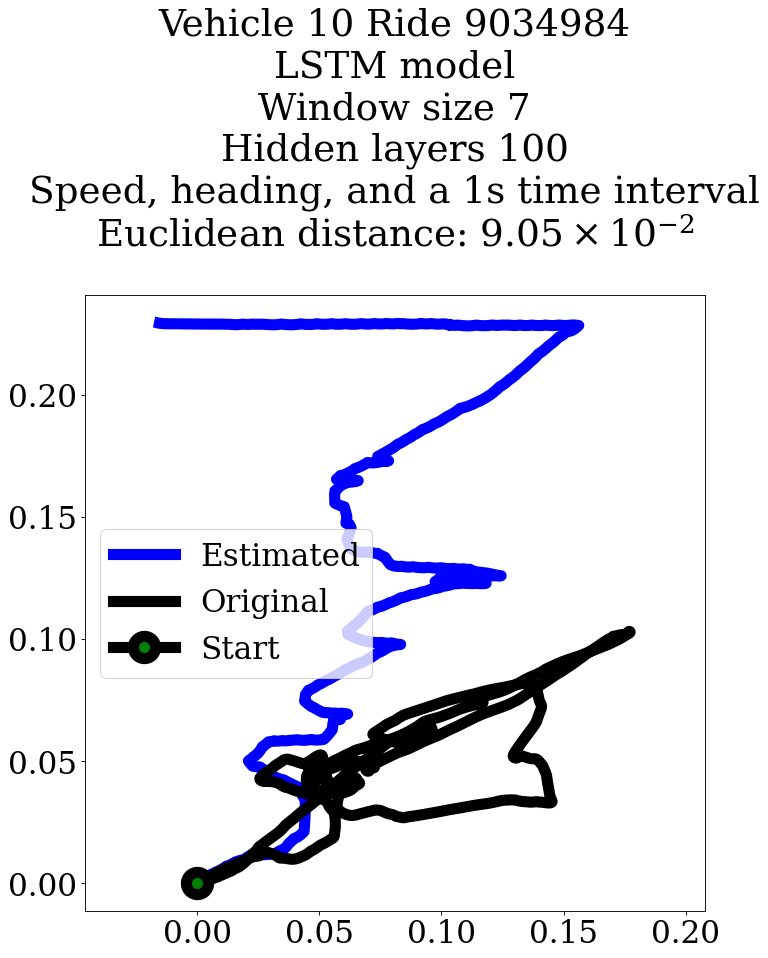 Vehicle 10 Ride 9034984
LSTM model
Window size 7
Hidden layers 100
Speed, heading, and a 1s time interval
Euclidean distance: 9.05 × 10⁻²
0.20
0.15
0.10
0.05
0.00
Estimated
Original
Start
0.00 0.05 0.10 0.15 0.20